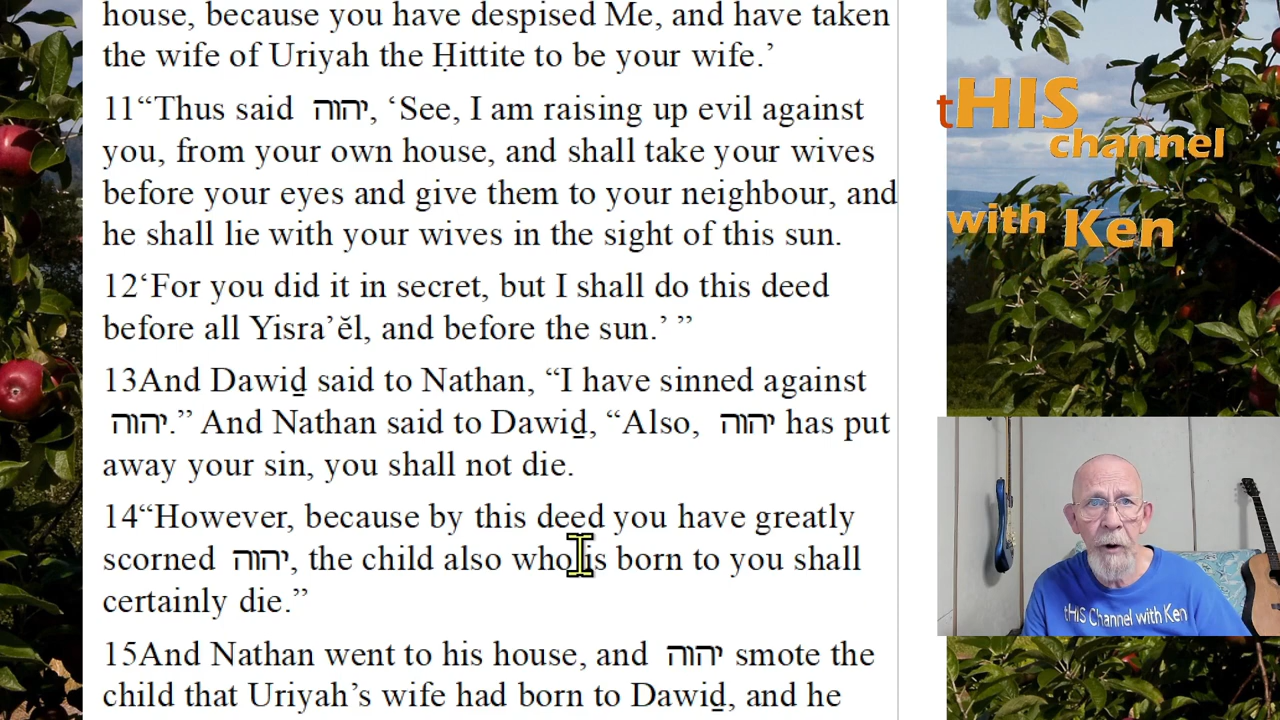 house, because you have despised Me, and have taken
the wife of Uriyah the Ḥittite to be your wife.’
11“Thus said יהוה, ‘See, I am raising up evil against
you, from your own house, and shall take your wives
before your eyes and give them to your neighbour, and
he shall lie with your wives in the sight of this sun.
12‘For you did it in secret, but I shall do this deed
before all Yisra’ĕl, and before the sun.’ ”
13And Dawiḏ said to Nathan, “I have sinned against
יהוה.” And Nathan said to Dawiḏ, “Also, יהוה has put
away your sin, you shall not die.
14“However, because by this deed you have greatly
scorned יהוה, the child also who is born to you shall
certainly die.”
15And Nathan went to his house, and יהוה smote the
child that Uriyah’s wife had born to Dawiḏ, and he
tHIS
channel
with Ken
tHIS Channel with Ken